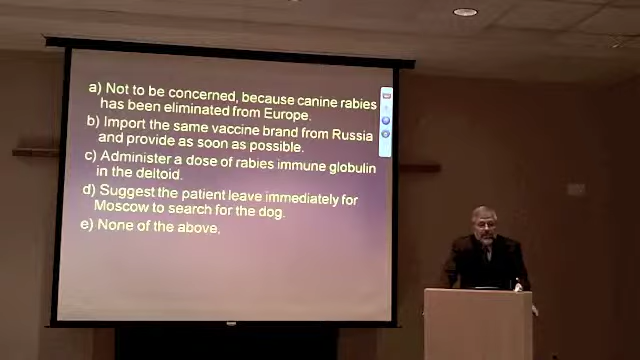 a) Not to be concerned, because canine rabies
has been eliminated from Europe.
b) Import the same vaccine brand from Russia
and provide as soon as possible.
c) Administer a dose of rabies immune globulin
in the deltoid.
d) Suggest the patient leave immediately for
Moscow to search for the dog.
e) None of the above.